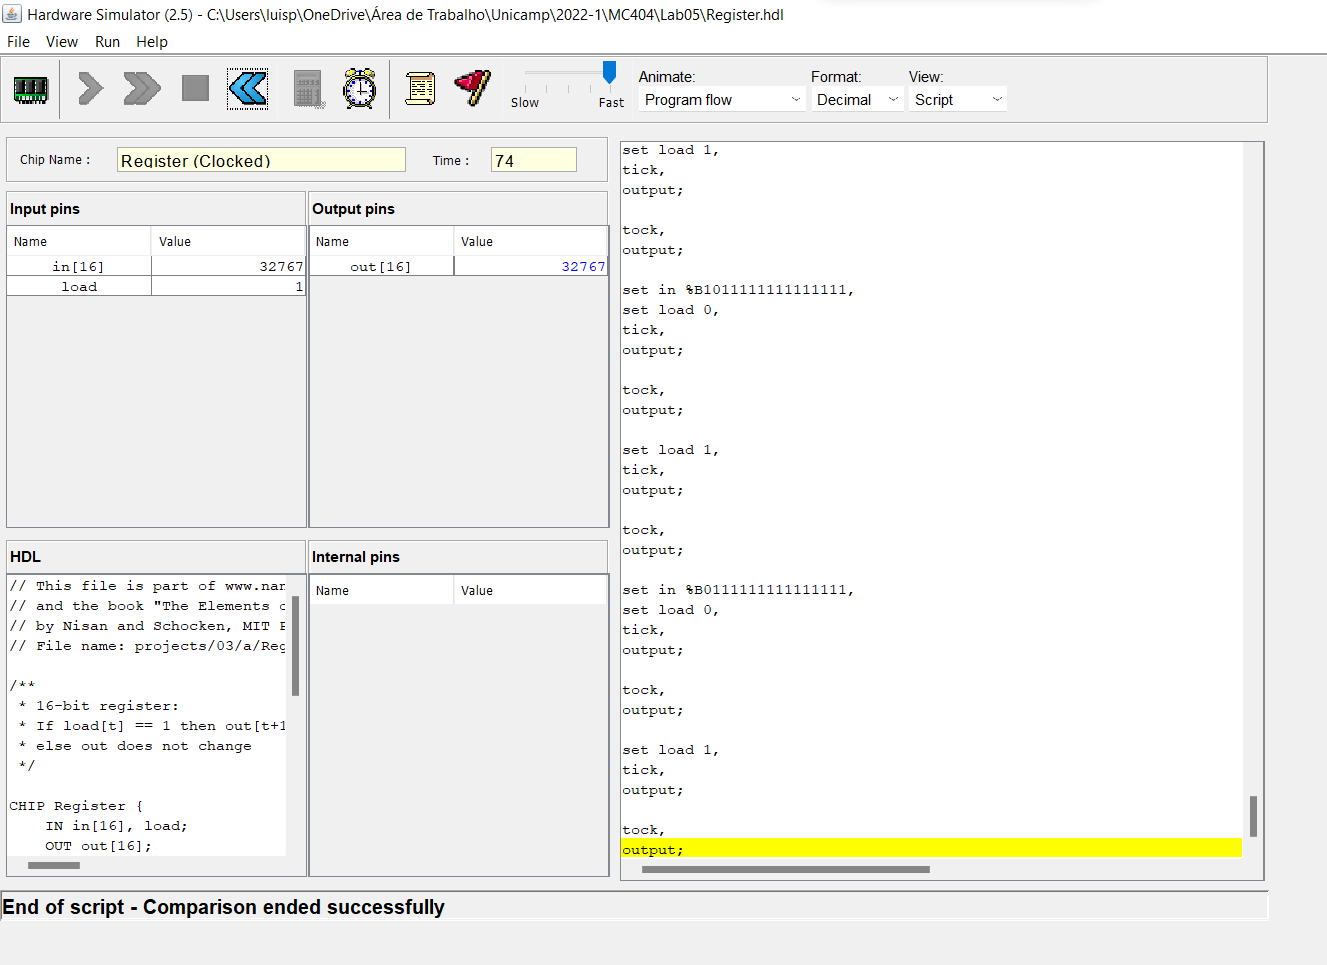 Hardware Simulator (2.5) - C:\Users\luisp\OneDrive\Área de Trabalho\Unicamp\2022-1\MC404\Lab05\Register.hdl
File View Run Help
Slow Fast
Animate:
Program flow
Format:
Decimal
View:
Script
Chip Name :
Register (Clocked)
Time :
74
Input pins
Name Value
in[16] 32767
load 1
Output pins
Name Value
out[16] 32767
HDL
// This file is part of www.nan
// and the book "The Elements o
// by Nisan and Schocken, MIT P
// File name: projects/03/a/Reg
/**
* 16-bit register:
* If load[t] == 1 then out[t+1
* else out does not change
*/
CHIP Register {
IN in[16], load;
OUT out[16];
Internal pins
Name Value
set load 1,
tick,
output;
tock,
output;
set in %B1011111111111111,
set load 0,
tick,
output;
tock,
output;
set load 1,
tick,
output;
tock,
output;
set in %B0111111111111111,
set load 0,
tick,
output;
tock,
output;
set load 1,
tick,
output;
tock,
output;
End of script - Comparison ended successfully